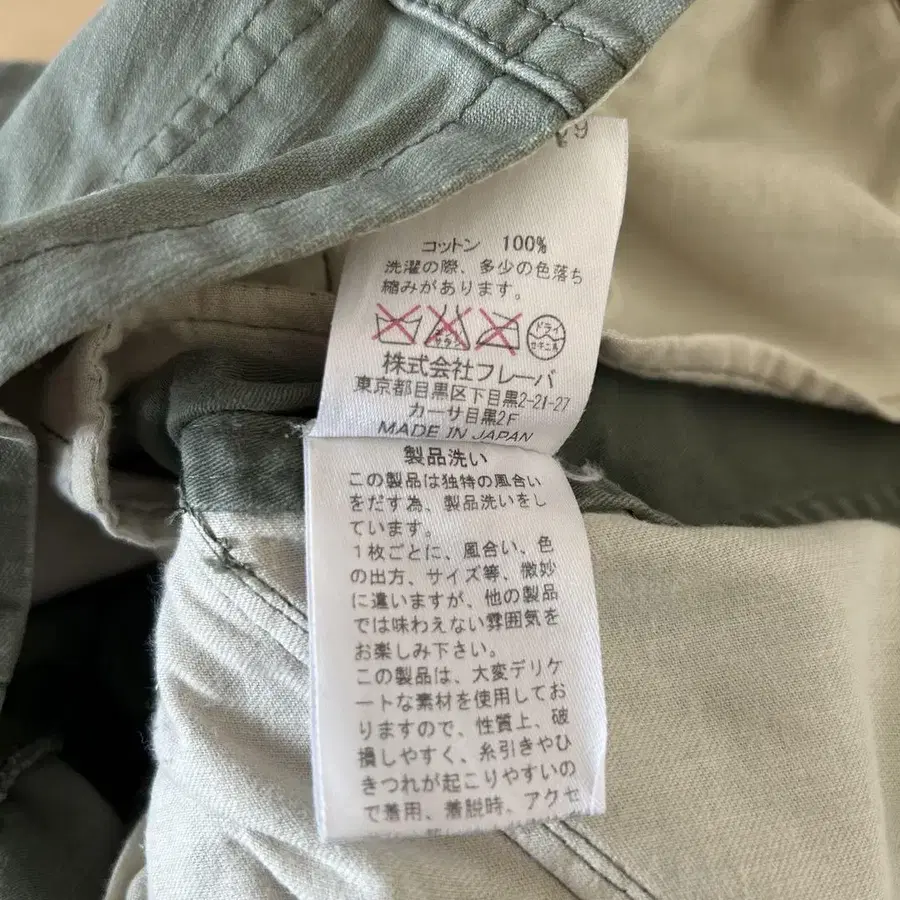 コットン 100%
洗濯の際、多少の色落ち
縮みがあります。
ドライ
セキユ系
株式会社フレーバ
東京都目黒区下目黒2-21-27
カーサ目黒2F
MADE IN JAPAN
製品洗い
この製品は独特の風合い
をだす為、製品洗いをし
ています。
1枚ごとに、風合い、色
の出方、サイズ等、微妙
に違いますが、他の製品
では味わえない雰囲気を
お楽しみ下さい。
この製品は、大変デリケ
ートな素材を使用してお
りますので、性質上、破
損しやすく、糸引きやひ
きつれが起こりやすいの
で着用、着脱時、アクセ